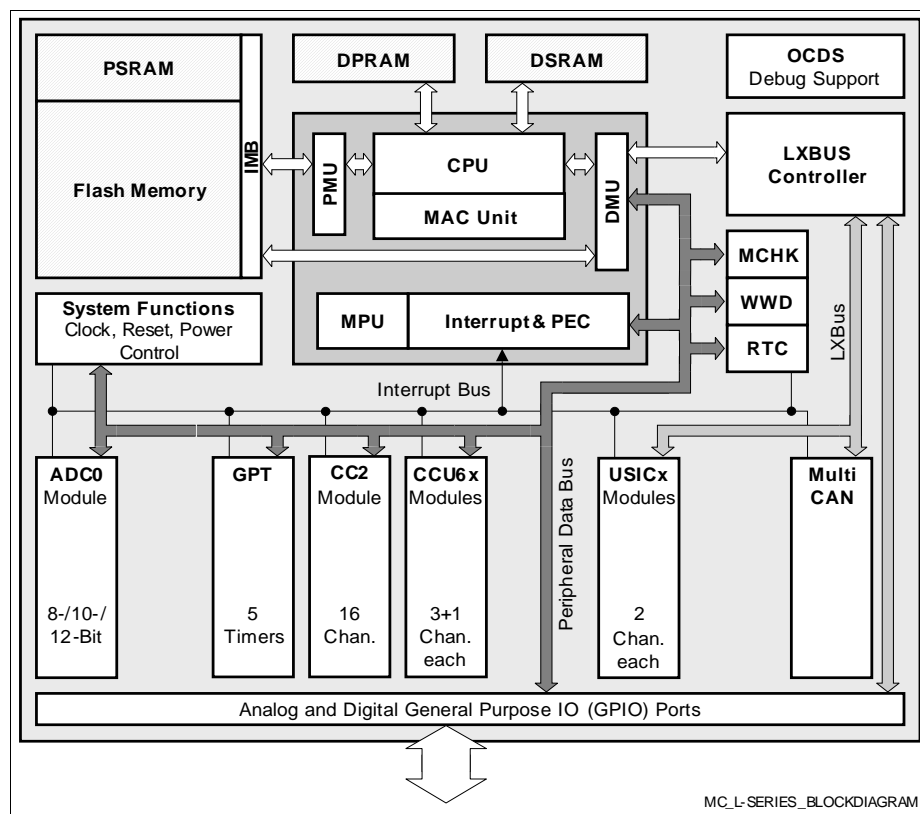 PSRAM
Flash Memory
IMB
DPRAM
DSRAM
OCDS
Debug Support
PMU
CPU
MAC Unit
DMU
LXBUS
Controller
MPU
Interrupt & PEC
MCHK
WWD
RTC
LXBus
System Functions
Clock, Reset, Power
Control
Interrupt Bus
Peripheral Data Bus
ADC0
Module
8-/10-/
12-Bit
GPT
5
Timers
CC2
Module
16
Chan.
CCU6x
Modules
3+1
Chan.
each
USICx
Modules
2
Chan.
each
Multi
CAN
Analog and Digital General Purpose IO (GPIO) Ports
MC_L-SERIES_BLOCKDIAGRAM